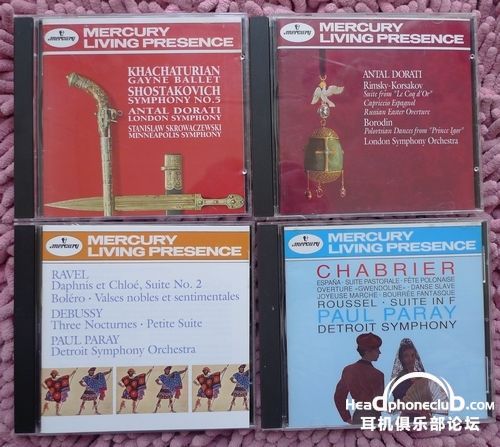 mercury
MERCURY
LIVING PRESENCE
KHACHATURIAN
GAYNE BALLET
SHOSTAKOVICH
SYMPHONY NO.5
ANTAL DORATI
LONDON SYMPHONY
STANISLAW SKROWACZEWSKI
MINNEAPOLIS SYMPHONY
mercury
MERCURY
LIVING PRESENCE
ANTAL DORATI
Rimsky-Korsakov
Suite from "Le Coq d'Or"
Capriccio Espagnol
Russian Easter Overture
Borodin
Polovtsian Dances from "Prince Igor"
London Symphony Orchestra
mercury
MERCURY
LIVING PRESENCE
RAVEL
Daphnis et Chloé, Suite No. 2
Boléro · Valses nobles et sentimentales
DEBUSSY
Three Nocturnes · Petite Suite
PAUL PARAY
Detroit Symphony Orchestra
mercury
MERCURY
LIVING PRESENCE
CHABRIER
ESPAÑA · SUITE PASTORALE · FÊTE POLONAISE
OVERTURE «GWENDOLINE» · DANSE SLAVE
JOYEUSE MARCHE · BOURRÉE FANTASQUE
ROUSSEL · SUITE IN F
PAUL PARAY
DETROIT SYMPHONY
Headphoneclub.com
耳机俱乐部论坛